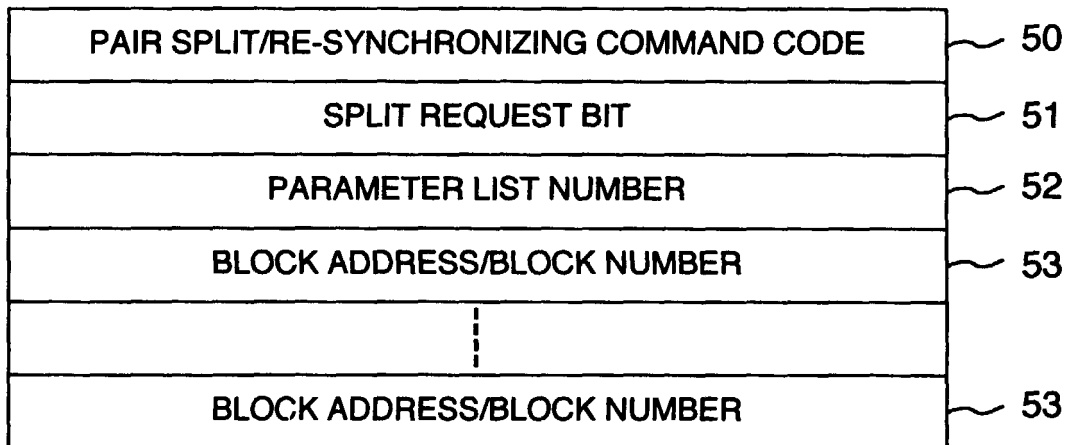 PAIR SPLIT/RE-SYNCHRONIZING COMMAND CODE 50
SPLIT REQUEST BIT 51
PARAMETER LIST NUMBER 52
BLOCK ADDRESS/BLOCK NUMBER 53
BLOCK ADDRESS/BLOCK NUMBER 53